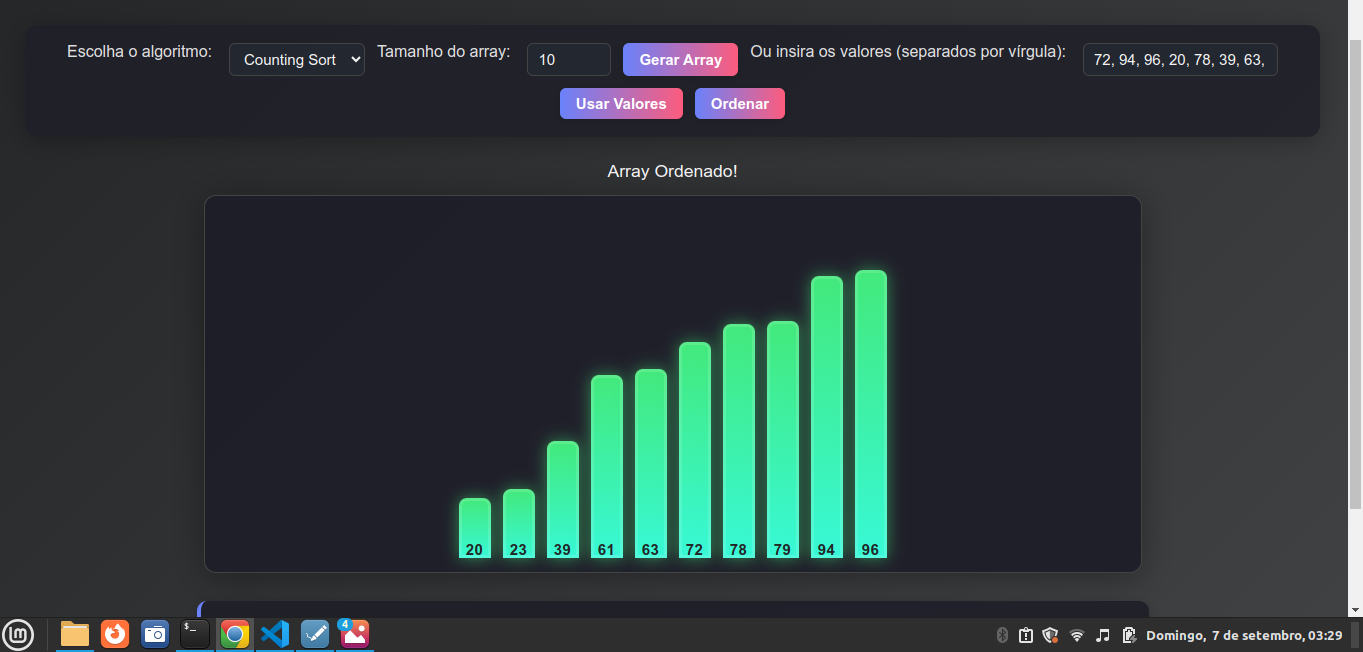 Escolha o algoritmo: Counting Sort Tamanho do array: 10 Gerar Array Ou insira os valores (separados por vírgula): 72, 94, 96, 20, 78, 39, 63,
Usar Valores Ordenar
Array Ordenado!
20 23 39 61 63 72 78 79 94 96
$_ 4 Domingo, 7 de setembro, 03:29